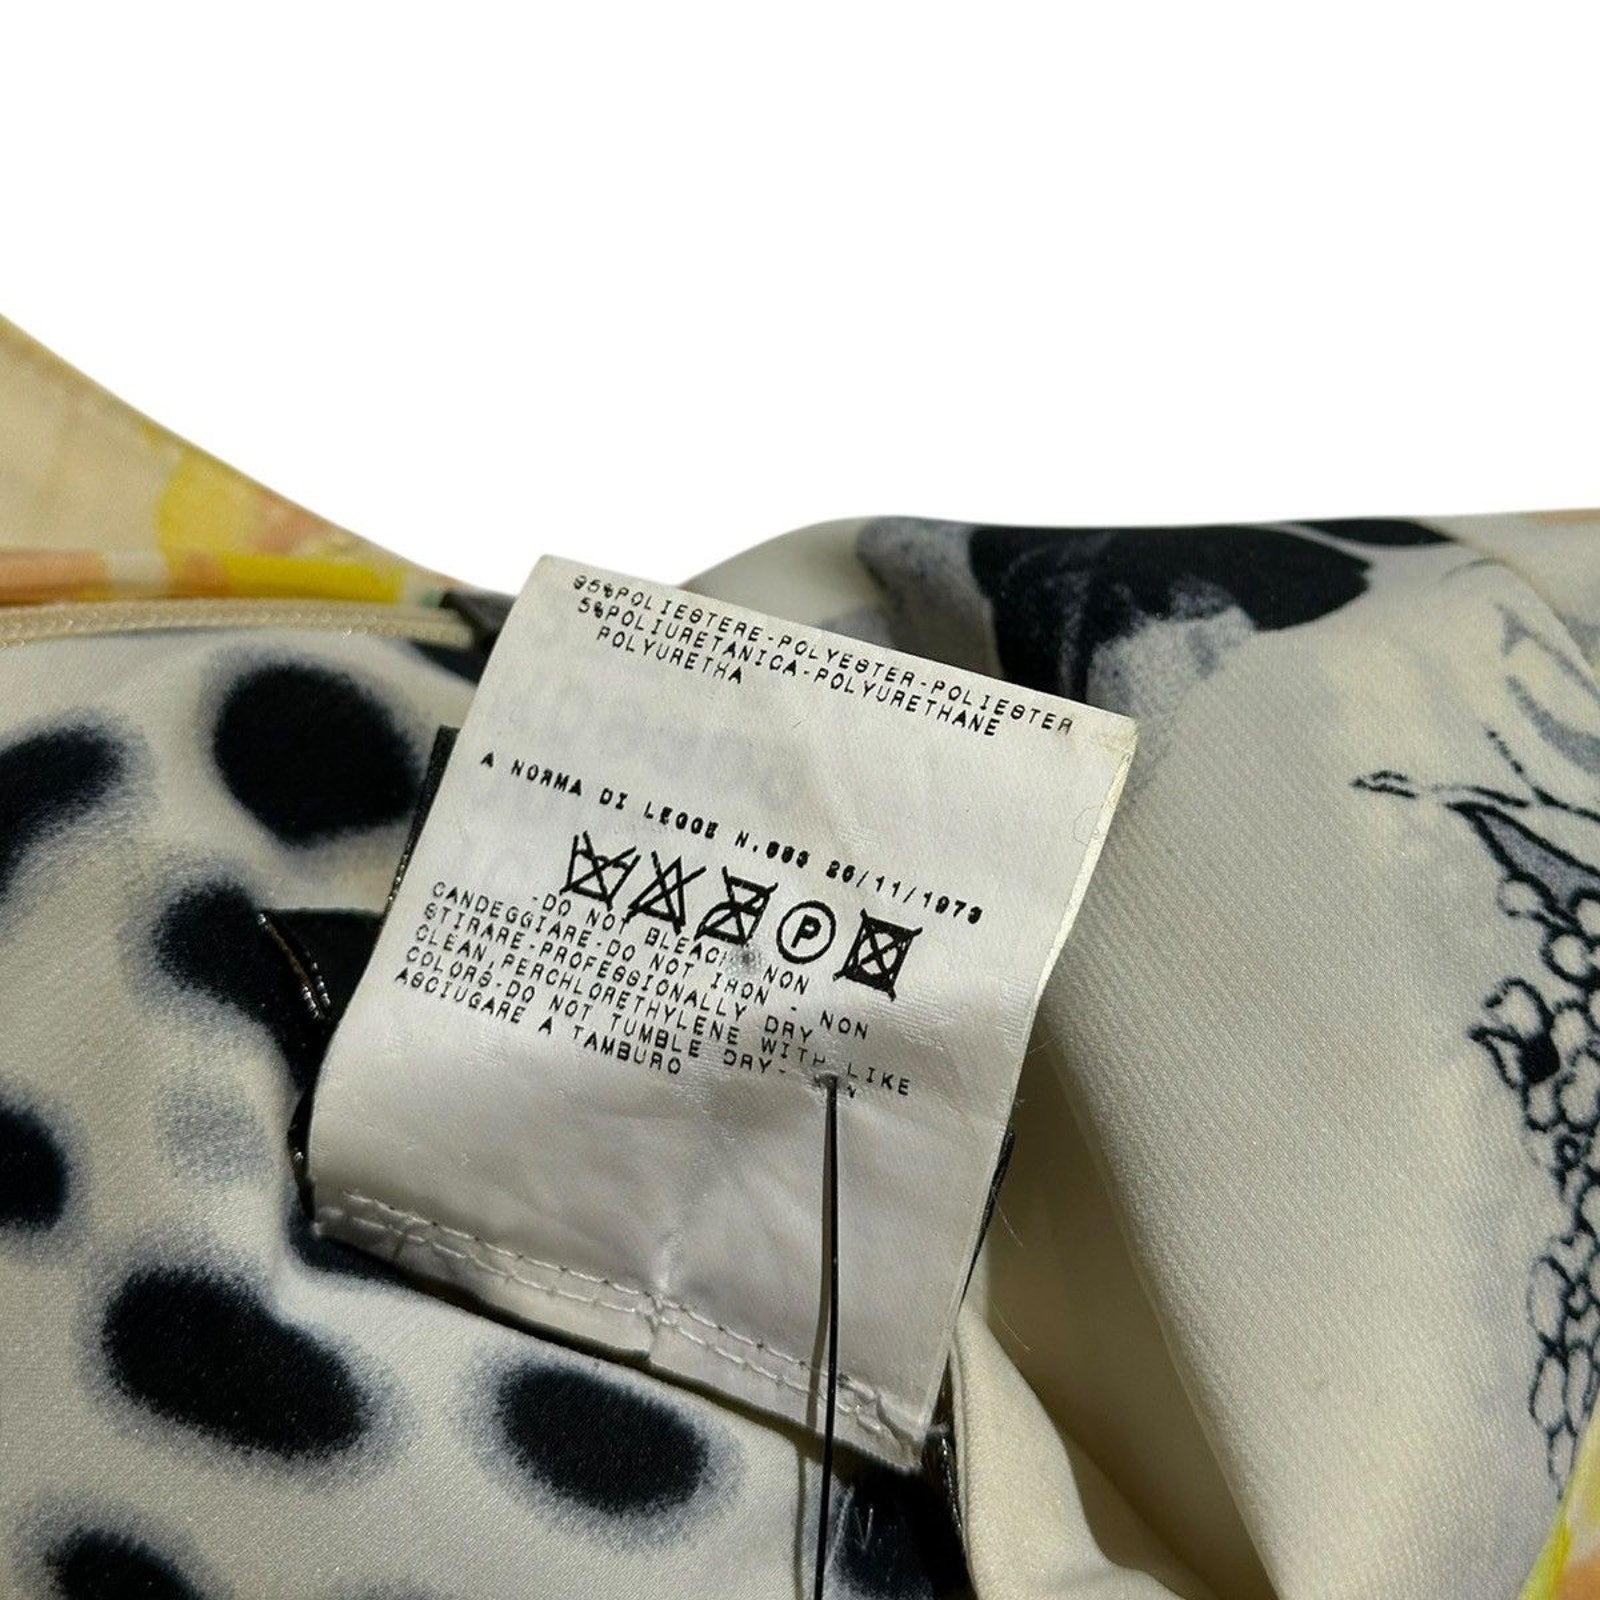 95%POLIESTERE-POLYESTER-POLIESTER
5%POLIURETANICA-POLYURETHANE
POLYURETHA
A NORMA DI LEGGE N.883 26/11/1973
P
-DO NOT BLEACH NON
CANDEGGIARE-DO NOT IRON - NON
STIRARE-PROFESSIONALLY DRY
CLEAN,PERCHLORETHYLENE WITH LIKE
COLORS-DO NOT TUMBLE DRY-
ASCIUGARE A TAMBURO